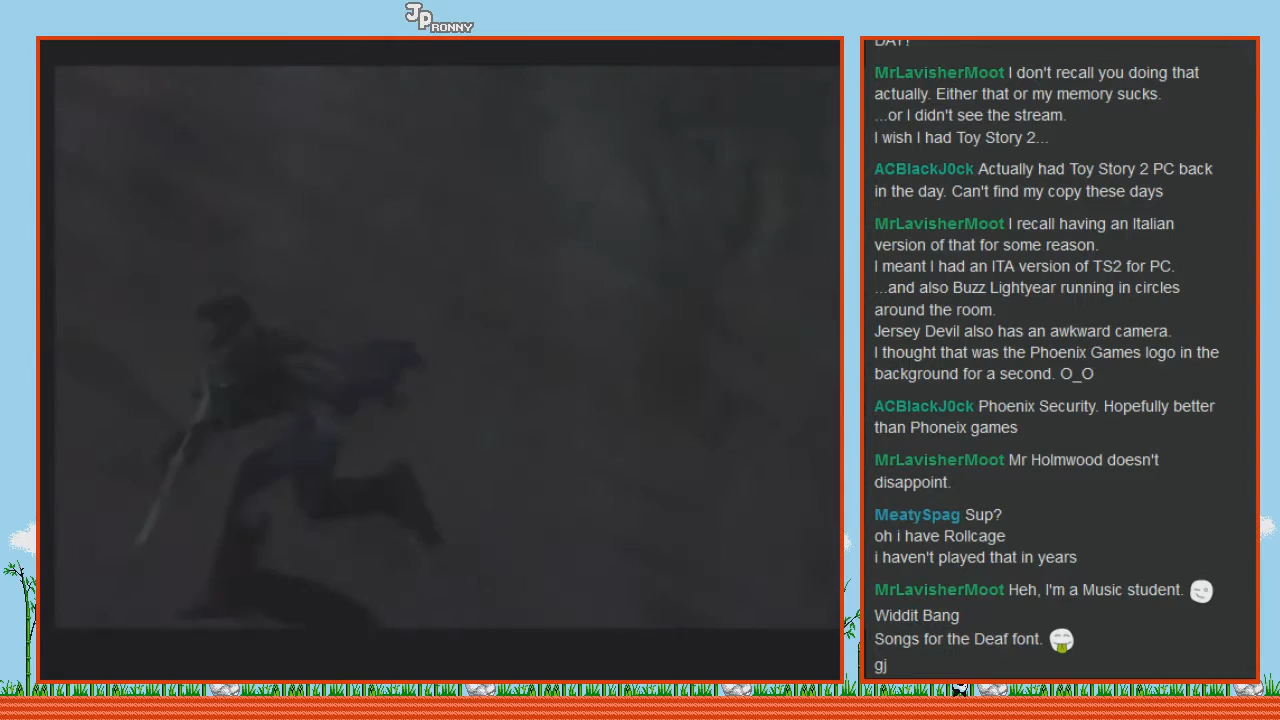 JP RONNY
DAY!
MrLavisherMoot I don't recall you doing that
actually. Either that or my memory sucks.
...or I didn't see the stream.
I wish I had Toy Story 2...
ACBlackJ0ck Actually had Toy Story 2 PC back
in the day. Can't find my copy these days
MrLavisherMoot I recall having an Italian
version of that for some reason.
I meant I had an ITA version of TS2 for PC.
...and also Buzz Lightyear running in circles
around the room.
Jersey Devil also has an awkward camera.
I thought that was the Phoenix Games logo in the
background for a second. O_O
ACBlackJ0ck Phoenix Security. Hopefully better
than Phoneix games
MrLavisherMoot Mr Holmwood doesn't
disappoint.
MeatySpag Sup?
oh i have Rollcage
i haven't played that in years
MrLavisherMoot Heh, I'm a Music student.
Widdit Bang
Songs for the Deaf font.
gj